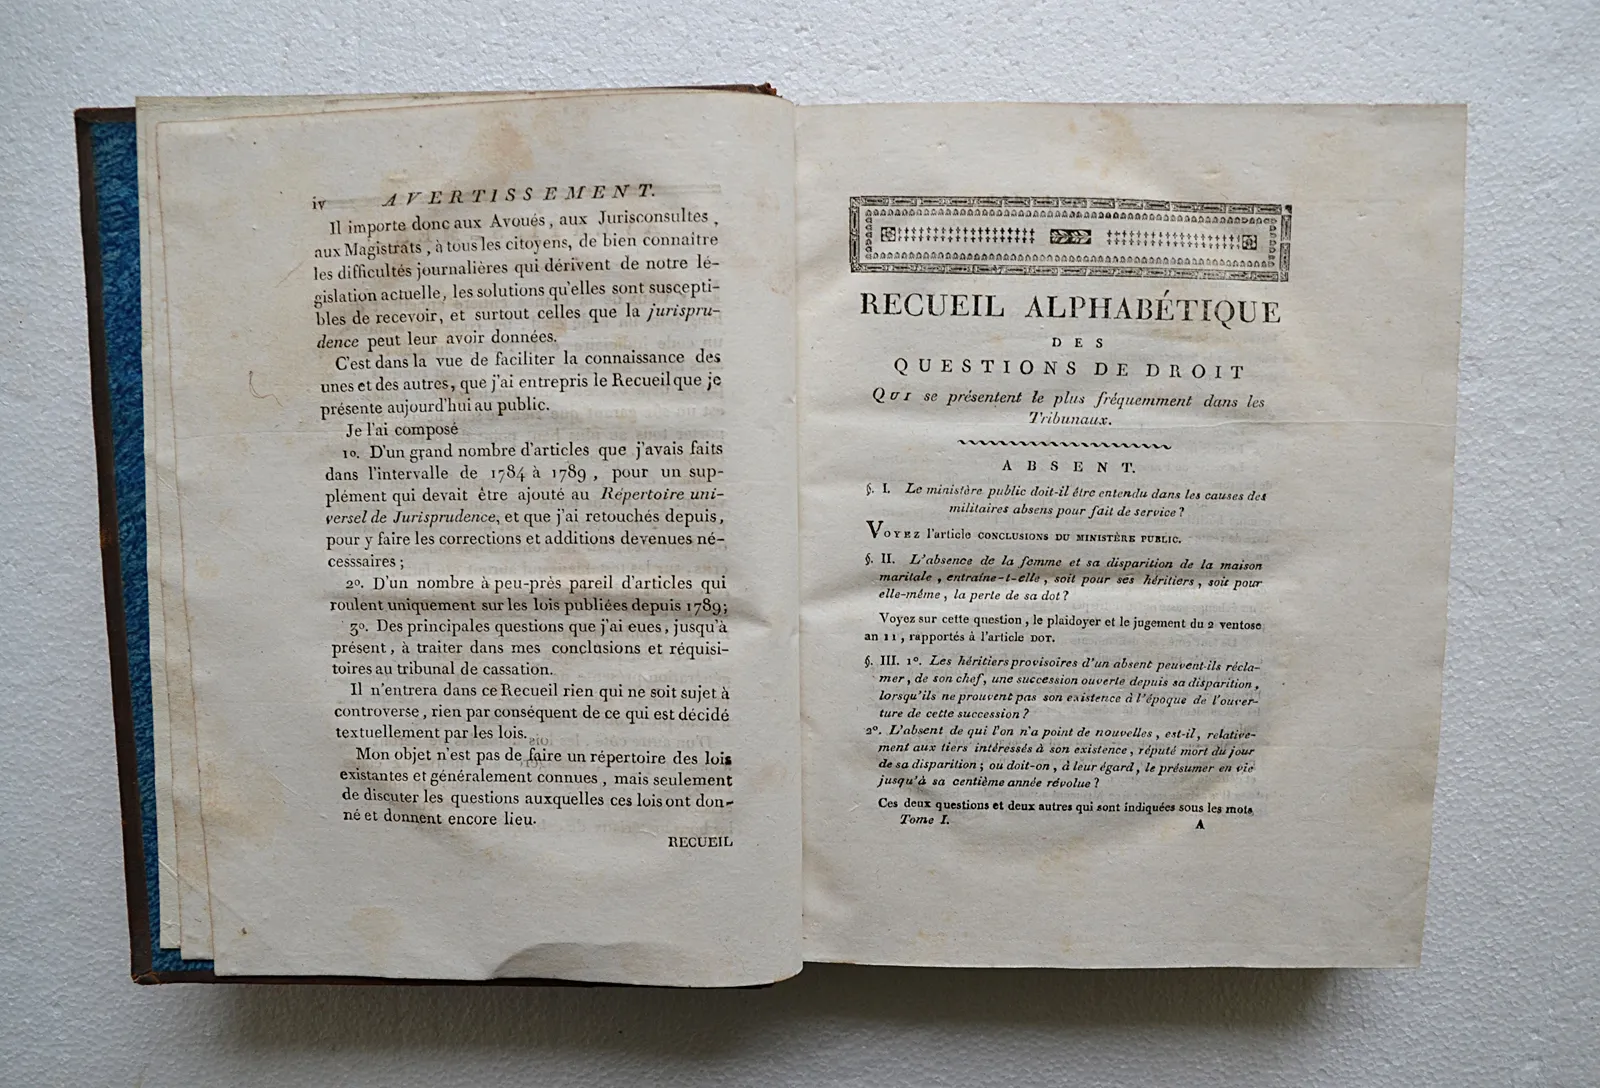 iv AVERTISSEMENT.
Il importe donc aux Avoués, aux Jurisconsultes,
aux Magistrats, à tous les citoyens, de bien connaître
les difficultés journalières qui dérivent de notre lé-
gislation actuelle, les solutions qu'elles sont suscepti-
bles de recevoir, et surtout celles que la jurispru-
dence peut leur avoir données.
C'est dans la vue de faciliter la connaissance des
unes et des autres, que j'ai entrepris le Recueil que je
présente aujourd'hui au public.
Je l'ai composé
1o. D'un grand nombre d'articles que j'avais faits
dans l'intervalle de 1784 à 1789, pour un sup-
plément qui devait être ajouté au Répertoire uni-
versel de Jurisprudence, et que j'ai retouchés depuis,
pour y faire les corrections et additions devenues né-
cesssaires;
2o. D'un nombre à peu-près pareil d'articles qui
roulent uniquement sur les lois publiées depuis 1789;
3o. Des principales questions que j'ai eues, jusqu'à
présent, à traiter dans mes conclusions et réquisi-
toires au tribunal de cassation.
Il n'entrera dans ce Recueil rien qui ne soit sujet à
controverse, rien par conséquent de ce qui est décidé
textuellement par les lois.
Mon objet n'est pas de faire un répertoire des lois
existantes et généralement connues, mais seulement
de discuter les questions auxquelles ces lois ont don-
né et donnent encore lieu.
RECUEIL
RECUEIL ALPHABÉTIQUE
DES
QUESTIONS DE DROIT
QUI se présentent le plus fréquemment dans les
Tribunaux.
ABSENT.
§. I. Le ministère public doit-il être entendu dans les causes des
militaires absens pour fait de service?
VOYEZ l'article CONCLUSIONS DU MINISTÈRE PUBLIC.
§. II. L'absence de la femme et sa disparition de la maison
maritale, entraîne-t-elle, soit pour ses héritiers, soit pour
elle-même, la perte de sa dot?
Voyez sur cette question, le plaidoyer et le jugement du 2 ventose
an 11, rapportés à l'article DOT.
§. III. 1o. Les héritiers provisoires d'un absent peuvent-ils récla-
mer, de son chef, une succession ouverte depuis sa disparition,
lorsqu'ils ne prouvent pas son existence à l'époque de l'ouver-
ture de cette succession?
2o. L'absent de qui l'on n'a point de nouvelles, est-il, relative-
ment aux tiers intéressés à son existence, réputé mort du jour
de sa disparition; ou doit-on, à leur égard, le présumer en vie
jusqu'à sa centième année révolue?
Ces deux questions et deux autres qui sont indiquées sous les mots
Tome I. A